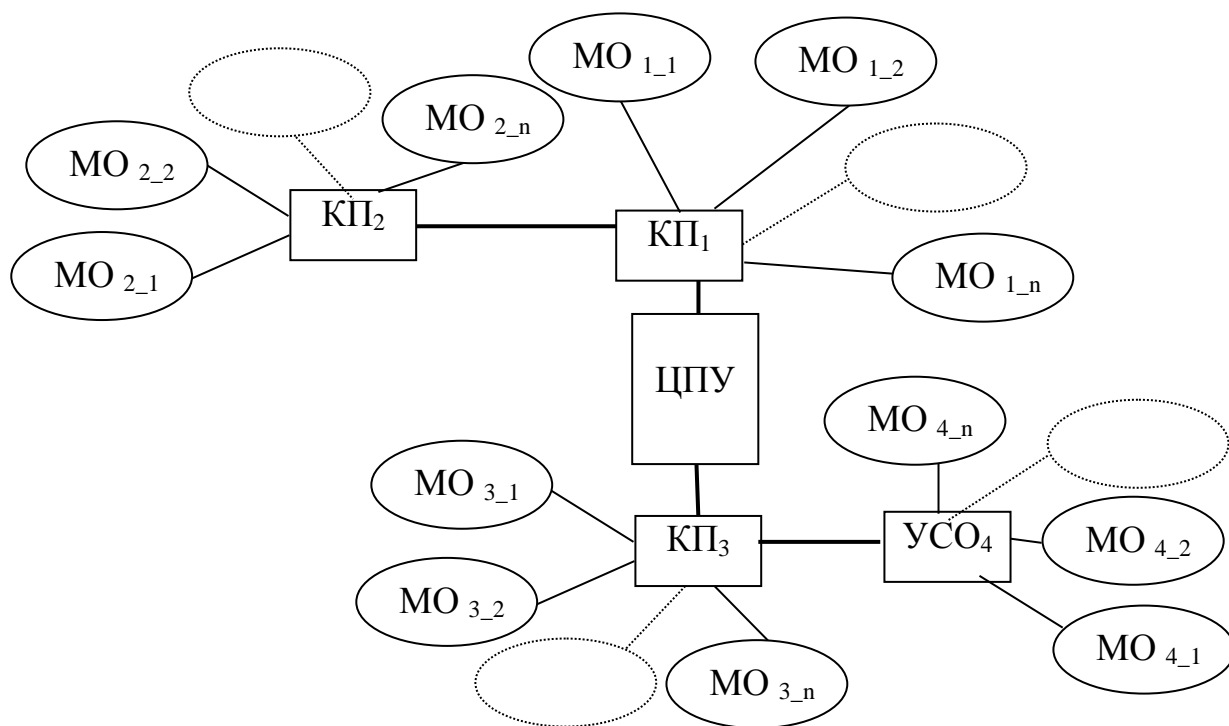 МО 1_1
МО 1_2
МО 2_n
МО 2_2
КП2
КП1
МО 2_1
МО 1_n
ЦПУ
МО 4_n
МО 3_1
КП3
УСО4
МО 4_2
МО 3_2
МО 4_1
МО 3_n